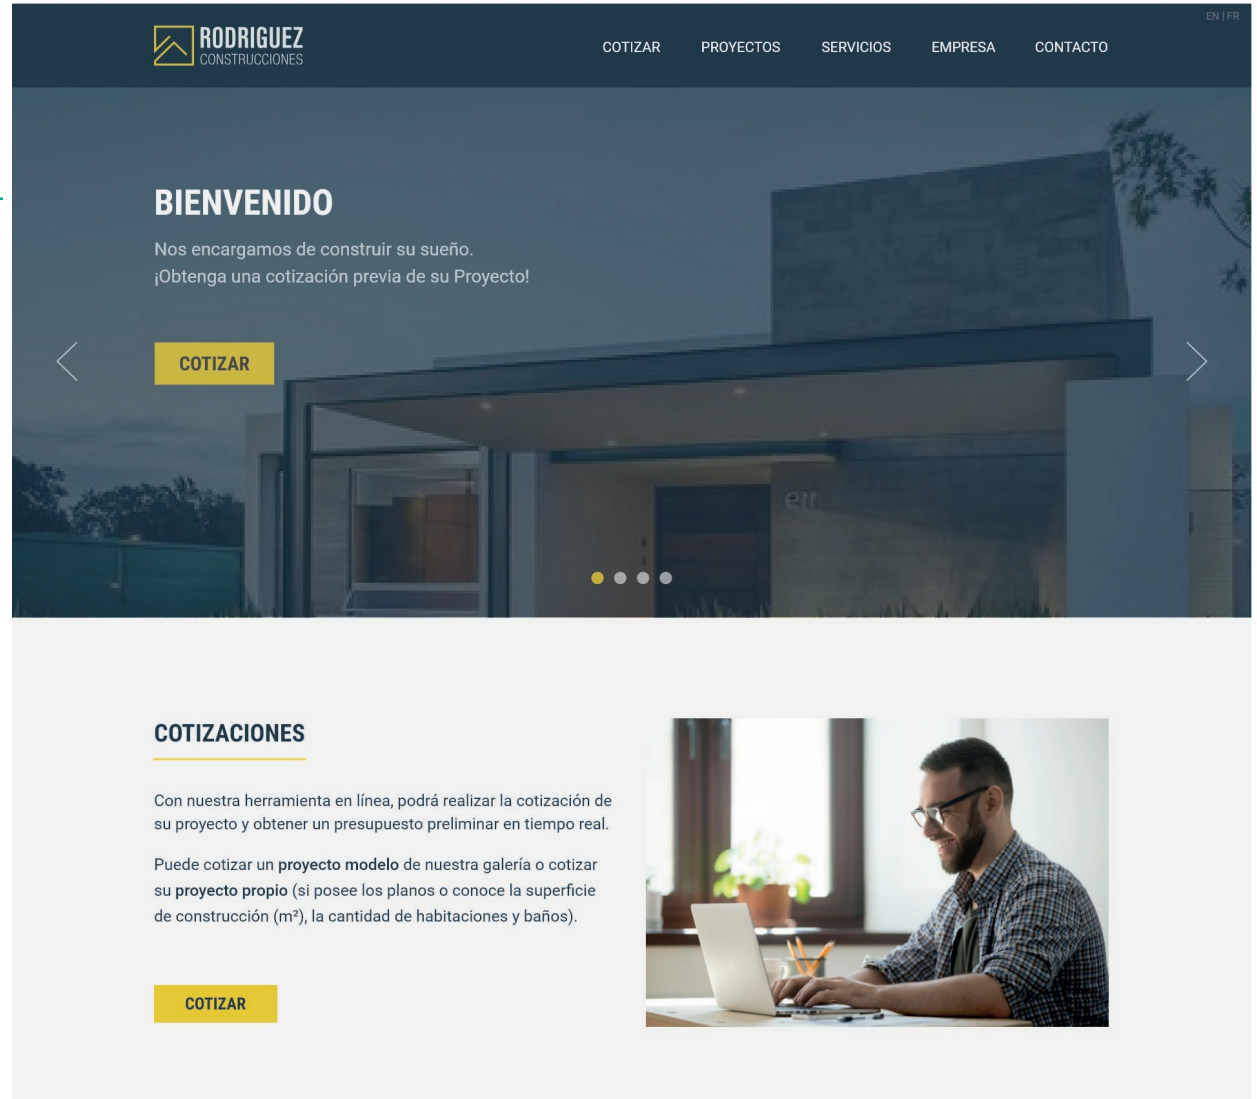 EN | FR
RODRIGUEZ
CONSTRUCCIONES
COTIZAR PROYECTOS SERVICIOS EMPRESA CONTACTO
BIENVENIDO
Nos encargamos de construir su sueño.
¡Obtenga una cotización previa de su Proyecto!
COTIZAR
COTIZACIONES
Con nuestra herramienta en línea, podrá realizar la cotización de
su proyecto y obtener un presupuesto preliminar en tiempo real.
Puede cotizar un proyecto modelo de nuestra galería o cotizar
su proyecto propio (si posee los planos o conoce la superficie
de construcción (m²), la cantidad de habitaciones y baños).
COTIZAR